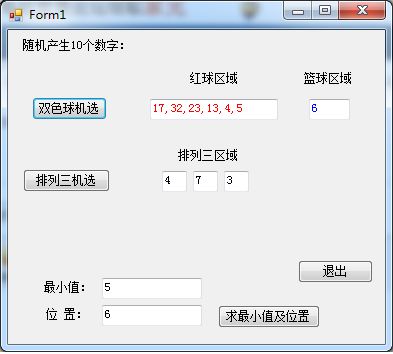 Form1
随机产生10个数字:
红球区域 篮球区域
双色球机选 17,32,23,13,4,5 6
排列三区域
排列三机选 4 7 3
退出
最小值: 5
位 置: 6 求最小值及位置